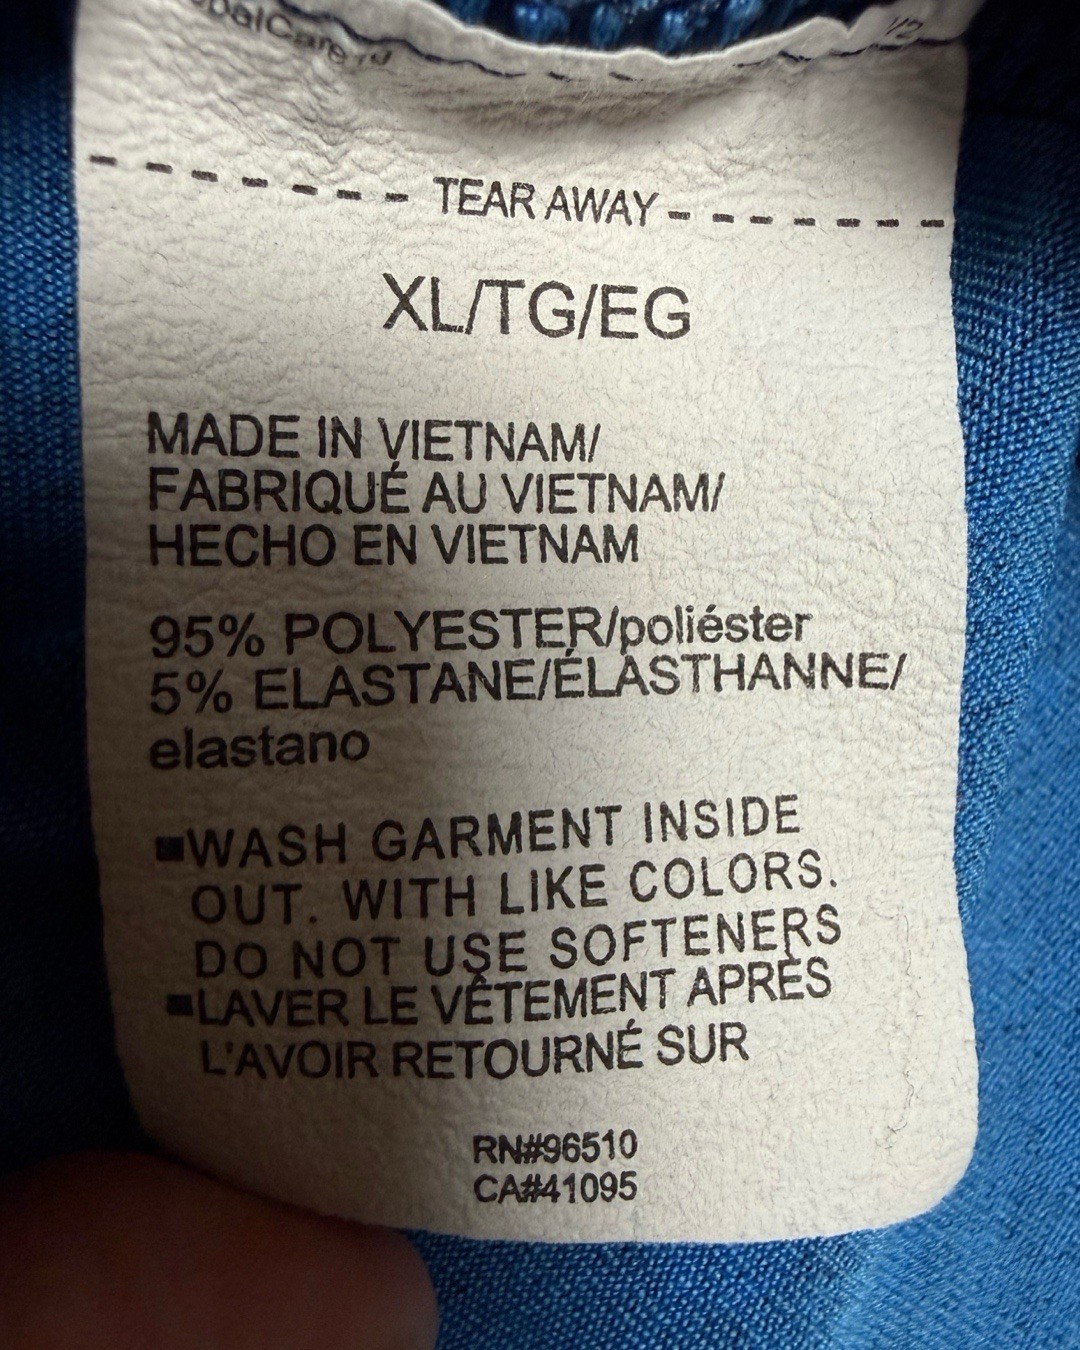 TEAR AWAY
XL/TG/EG
MADE IN VIETNAM/
FABRIQUÉ AU VIETNAM/
HECHO EN VIETNAM
95% POLYESTER/poliéster
5% ELASTANE/ÉLASTHANNE/
elastano
▪WASH GARMENT INSIDE
OUT. WITH LIKE COLORS.
DO NOT USE SOFTENERS
▪LAVER LE VÊTEMENT APRÈS
L'AVOIR RETOURNÉ SUR
RN#96510
CA#41095